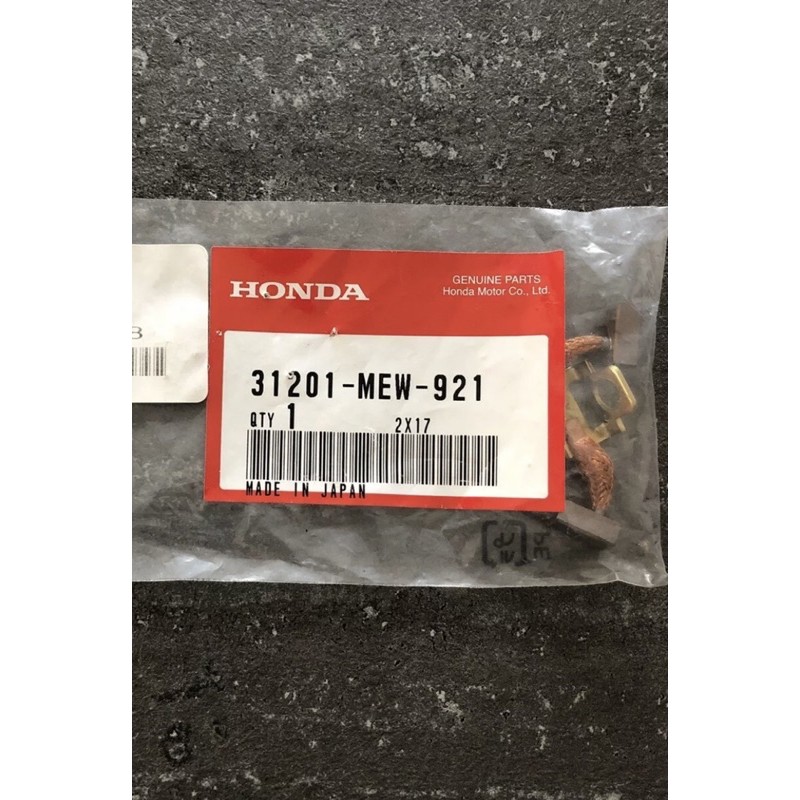 HONDA
GENUINE PARTS
Honda Motor Co., Ltd.
31201-MEW-921
QTY 1 2X17
MADE IN JAPAN